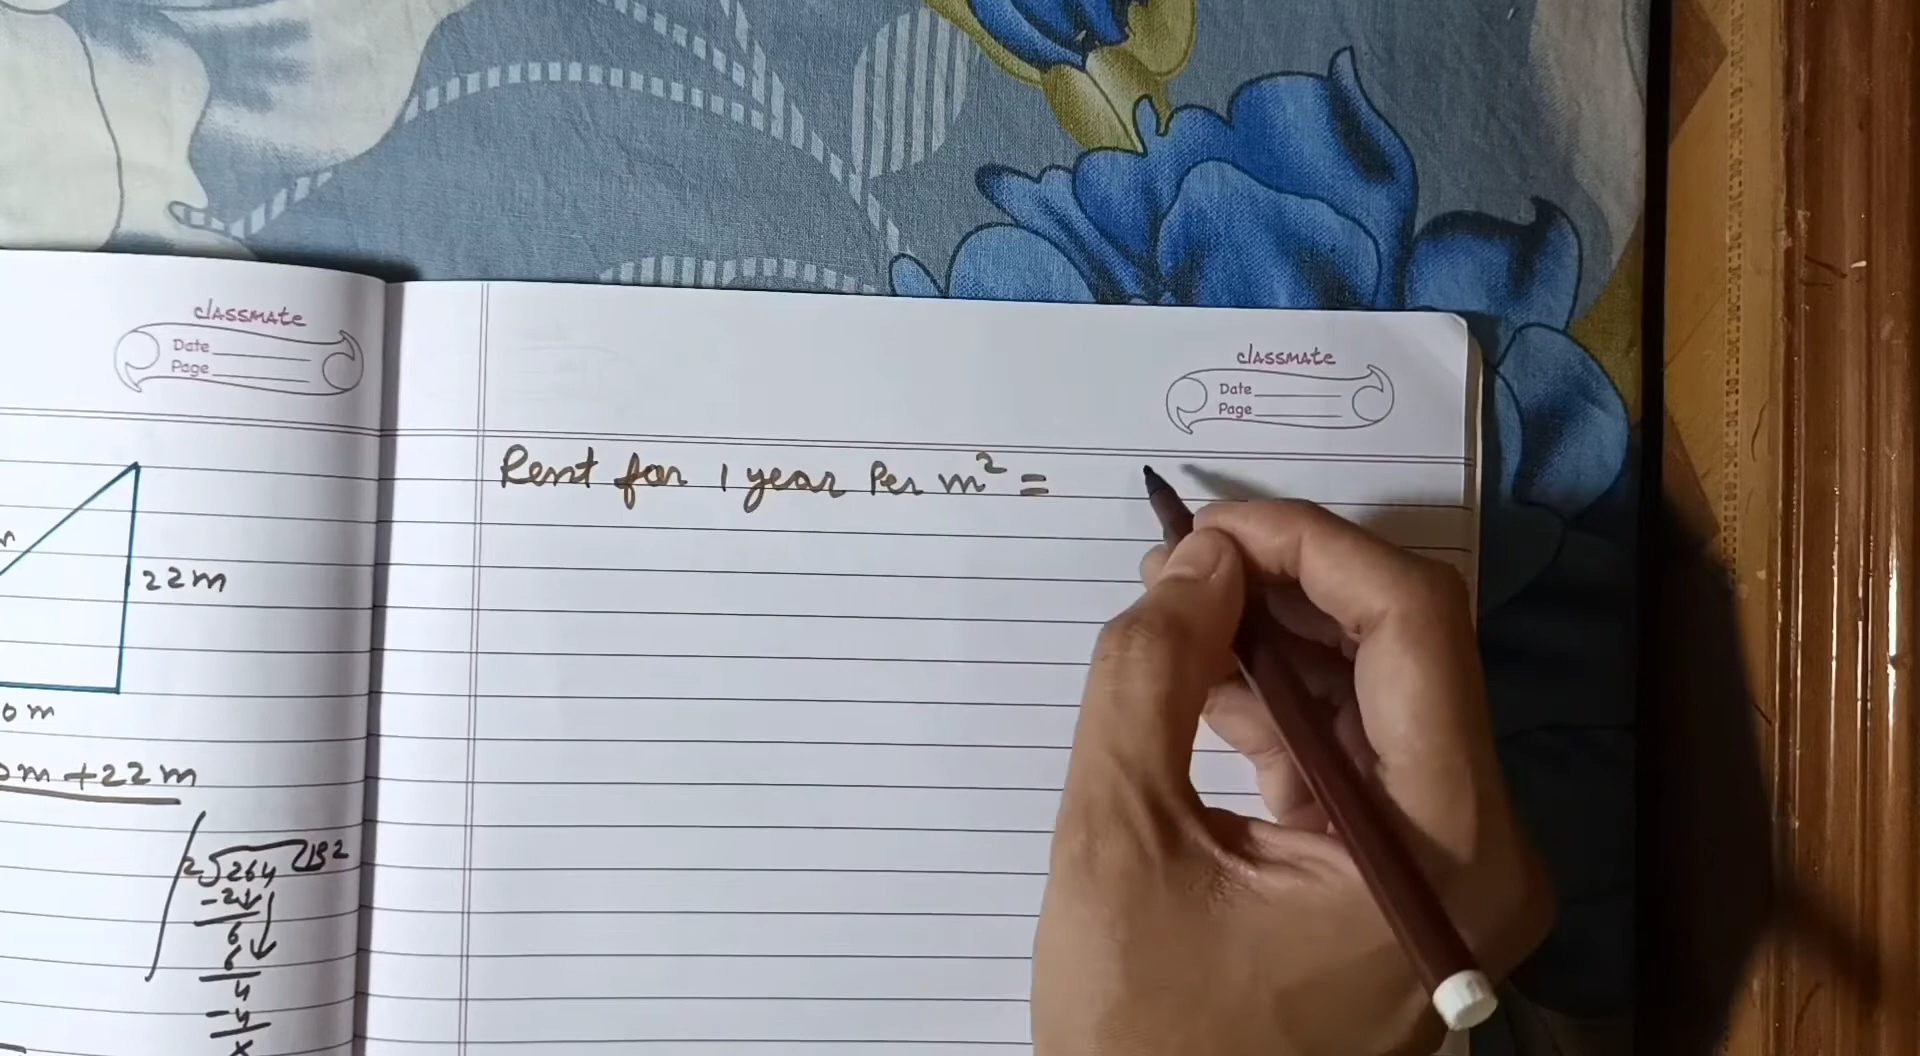 classmate
Date
Page
22m
0 m
m + 22m
2 264 132
-2
6
6
4
-4
x
classmate
Date
Page
Rent for 1 year Per m² =